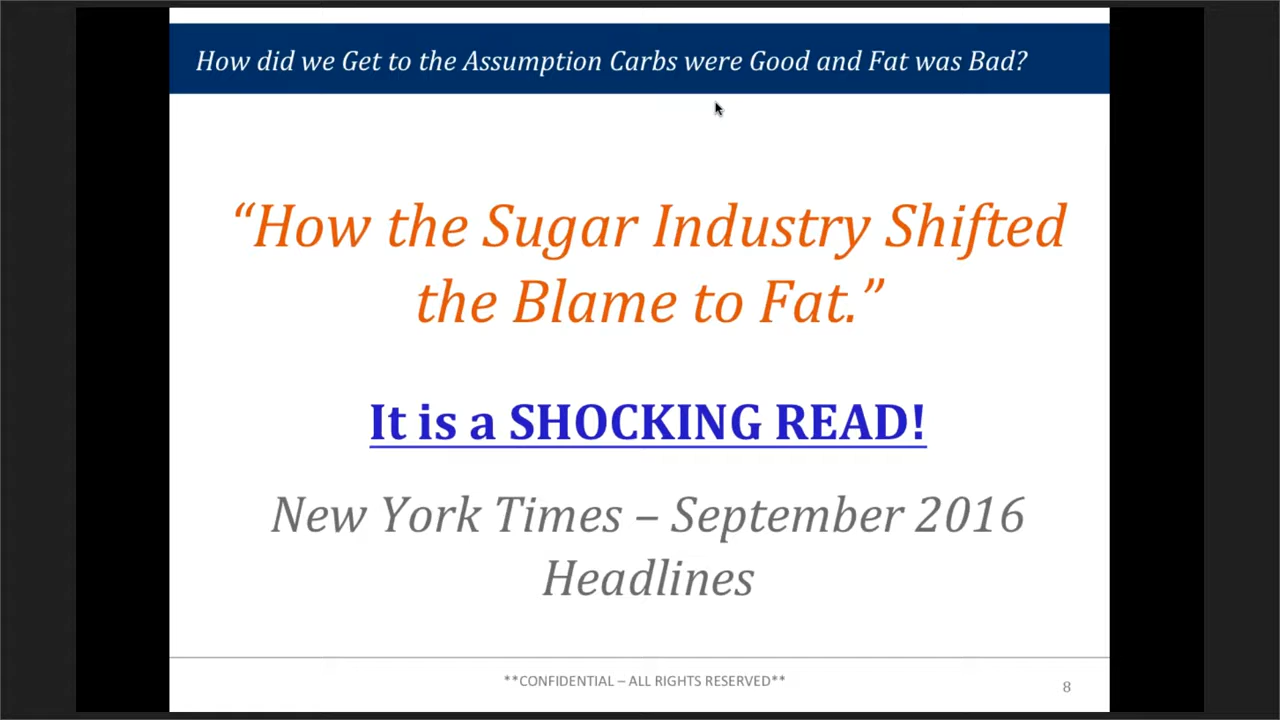 How did we Get to the Assumption Carbs were Good and Fat was Bad?
“How the Sugar Industry Shifted
the Blame to Fat.”
It is a SHOCKING READ!
New York Times – September 2016
Headlines
**CONFIDENTIAL – ALL RIGHTS RESERVED**
8